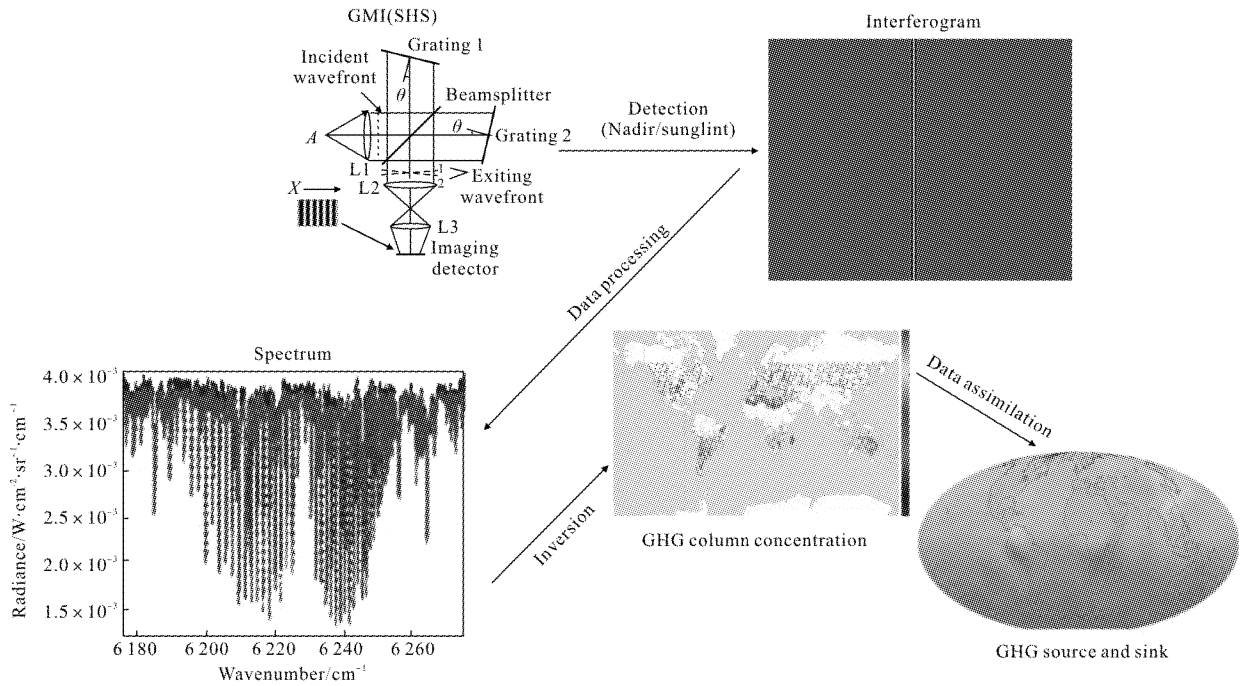 GMI(SHS)
Interferogram
Grating 1
Incident
wavefront
θ
Beamsplitter
Detection
(Nadir/sunglint)
A
θ
Grating 2
L1
1
L2
2
Exiting
wavefront
X
L3
Imaging
detector
Data processing
Spectrum
4.0×10⁻³
3.5×10⁻³
3.0×10⁻³
2.5×10⁻³
2.0×10⁻³
1.5×10⁻³
Radiance/W·cm⁻²·sr⁻¹·cm⁻¹
6 180
6 200
6 220
6 240
6 260
Wavenumber/cm⁻¹
Inversion
GHG column concentration
Data assimilation
GHG source and sink